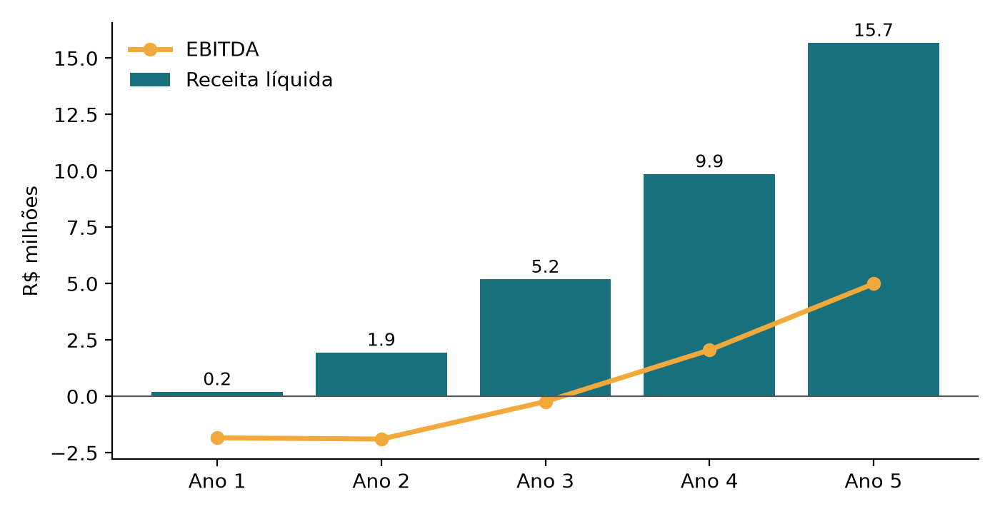 EBITDA
Receita líquida
R$ milhões
15.0
12.5
10.0
7.5
5.0
2.5
0.0
−2.5
0.2
1.9
5.2
9.9
15.7
Ano 1
Ano 2
Ano 3
Ano 4
Ano 5